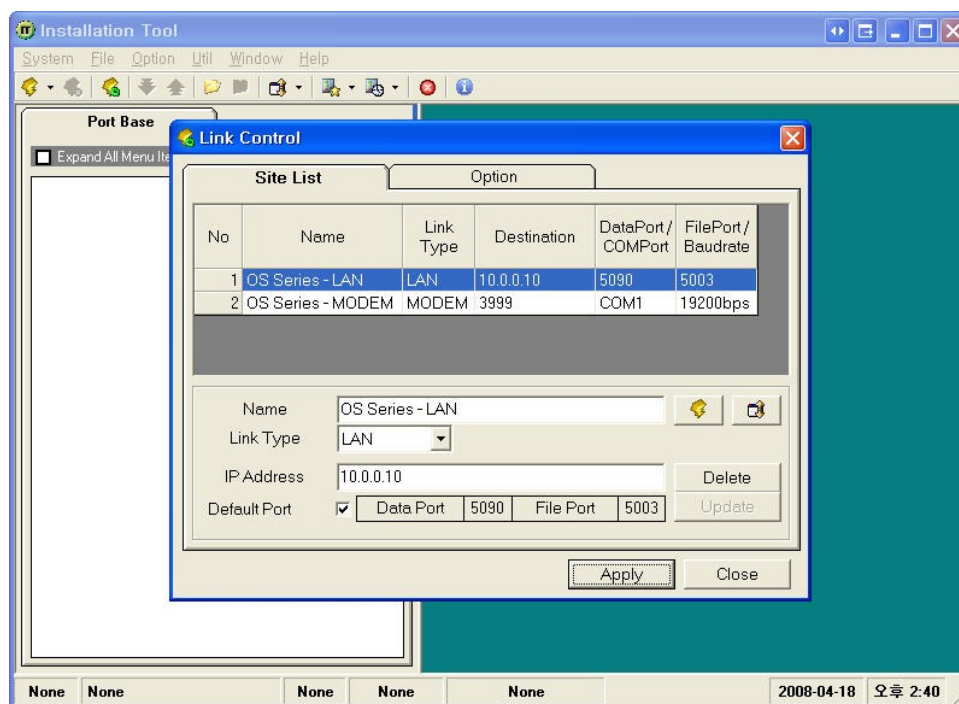 Installation Tool
System File Option Util Window Help
Port Base
Expand All Menu Ite
Link Control
Site List Option
No Name Link Type Destination DataPort/ COMPort FilePort/ Baudrate
1 OS Series - LAN LAN 10.0.0.10 5090 5003
2 OS Series - MODEM MODEM 3999 COM1 19200bps
Name OS Series - LAN
Link Type LAN
IP Address 10.0.0.10 Delete
Default Port Data Port 5090 File Port 5003 Update
Apply Close
None None None None None 2008-04-18 오후 2:40